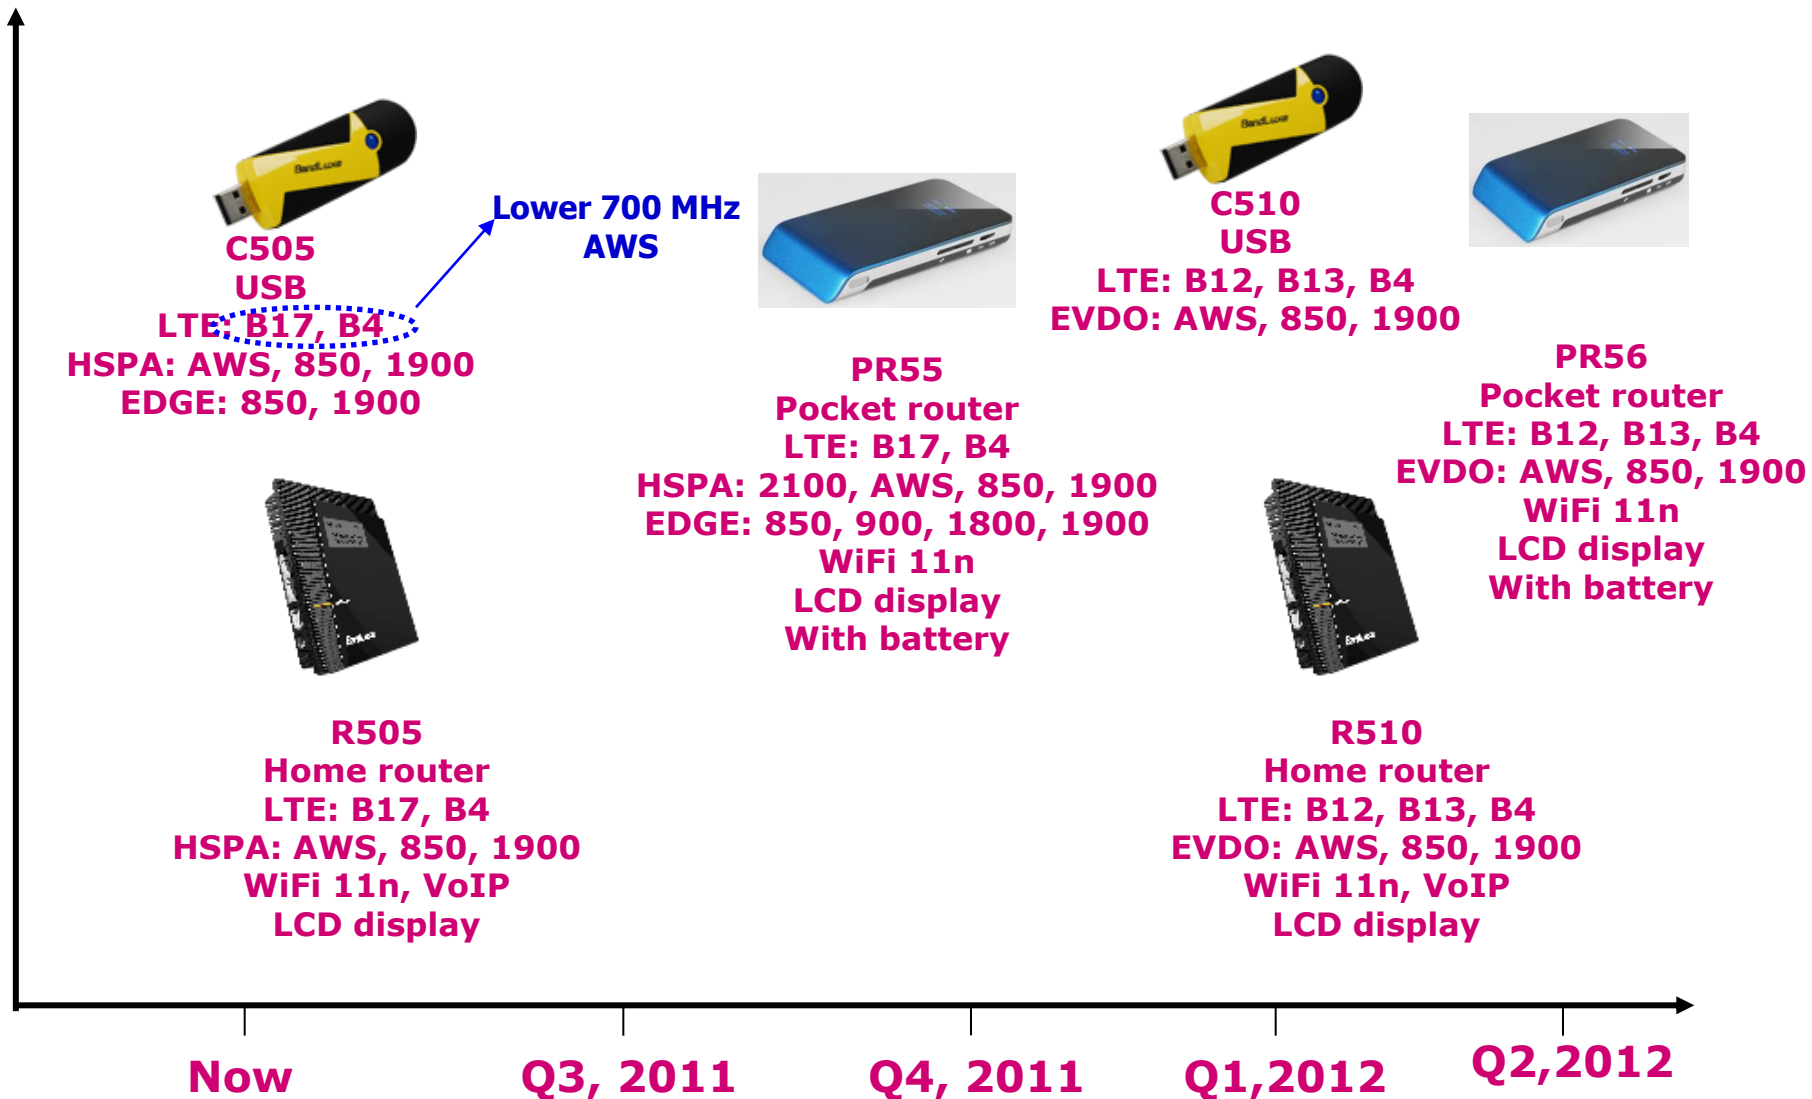 BandLuxe
C505
USB
LTE: B17, B4
HSPA: AWS, 850, 1900
EDGE: 850, 1900
Lower 700 MHz
AWS
R505
Home router
LTE: B17, B4
HSPA: AWS, 850, 1900
WiFi 11n, VoIP
LCD display
PR55
Pocket router
LTE: B17, B4
HSPA: 2100, AWS, 850, 1900
EDGE: 850, 900, 1800, 1900
WiFi 11n
LCD display
With battery
BandLuxe
C510
USB
LTE: B12, B13, B4
EVDO: AWS, 850, 1900
R510
Home router
LTE: B12, B13, B4
EVDO: AWS, 850, 1900
WiFi 11n, VoIP
LCD display
PR56
Pocket router
LTE: B12, B13, B4
EVDO: AWS, 850, 1900
WiFi 11n
LCD display
With battery
Now
Q3, 2011
Q4, 2011
Q1,2012
Q2,2012